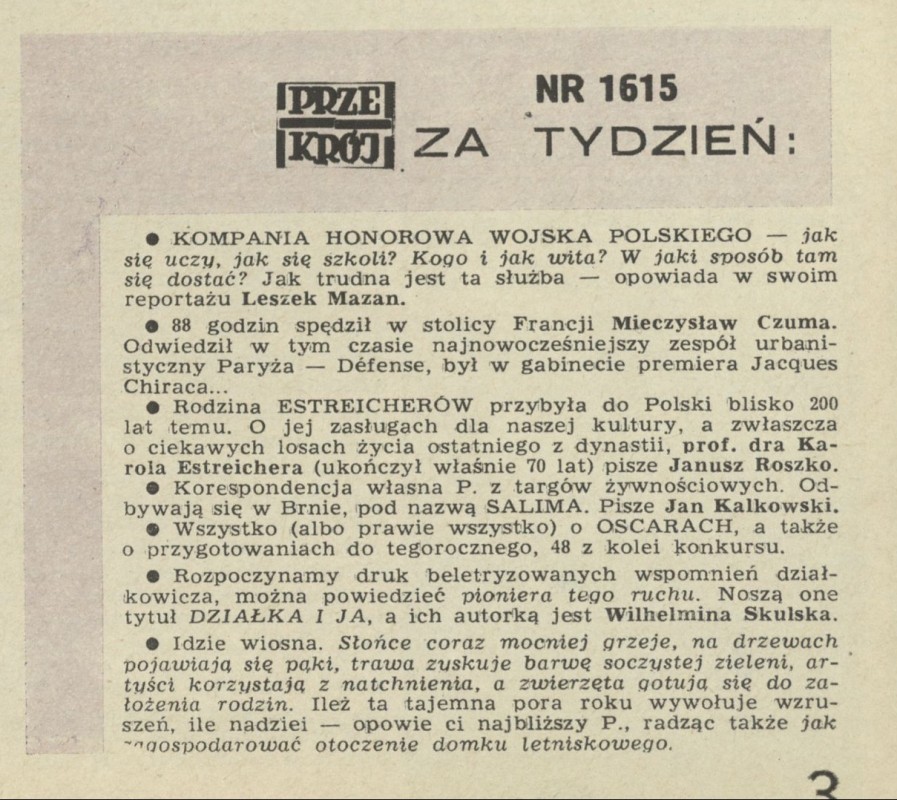 PRZE
KRÓJ
NR 1615
ZA TYDZIEŃ:
● KOMPANIA HONOROWA WOJSKA POLSKIEGO — jak
się uczy, jak się szkoli? Kogo i jak wita? W jaki sposób tam
się dostać? Jak trudna jest ta służba — opowiada w swoim
reportażu Leszek Mazan.
● 88 godzin spędził w stolicy Francji Mieczysław Czuma.
Odwiedził w tym czasie najnowocześniejszy zespół urbani-
styczny Paryża — Défense, był w gabinecie premiera Jacques
Chiraca...
● Rodzina ESTREICHERÓW przybyła do Polski blisko 200
lat temu. O jej zasługach dla naszej kultury, a zwłaszcza
o ciekawych losach życia ostatniego z dynastii, prof. dra Ka-
rola Estreichera (ukończył właśnie 70 lat) pisze Janusz Roszko.
● Korespondencja własna P. z targów żywnościowych. Od-
bywają się w Brnie, pod nazwą SALIMA. Pisze Jan Kalkowski.
● Wszystko (albo prawie wszystko) o OSCARACH, a także
o przygotowaniach do tegorocznego, 48 z kolei konkursu.
● Rozpoczynamy druk beletryzowanych wspomnień dział-
kowicza, można powiedzieć pioniera tego ruchu. Noszą one
tytuł DZIAŁKA I JA, a ich autorką jest Wilhelmina Skulska.
● Idzie wiosna. Słońce coraz mocniej grzeje, na drzewach
pojawiają się pąki, trawa zyskuje barwę soczystej zieleni, ar-
tyści korzystają z natchnienia, a zwierzęta gotują się do za-
łożenia rodzin. Ileż ta tajemna pora roku wywołuje wzru-
szeń, ile nadziei — opowie ci najbliższy P., radząc także jak
zagospodarować otoczenie domku letniskowego.
3